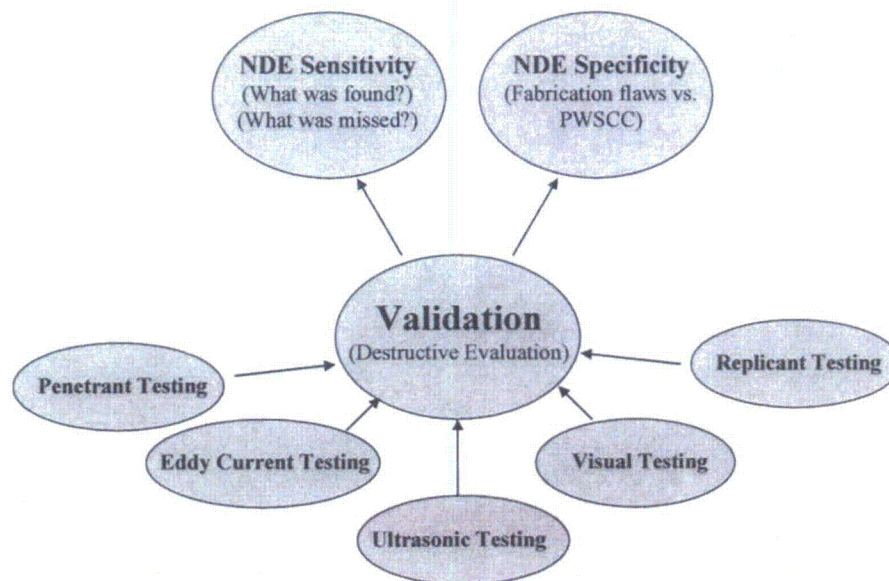 NDE Sensitivity
(What was found?)
(What was missed?)
NDE Specificity
(Fabrication flaws vs.
PWSCC)
Validation
(Destructive Evaluation)
Penetrant Testing
Eddy Current Testing
Ultrasonic Testing
Visual Testing
Replicant Testing